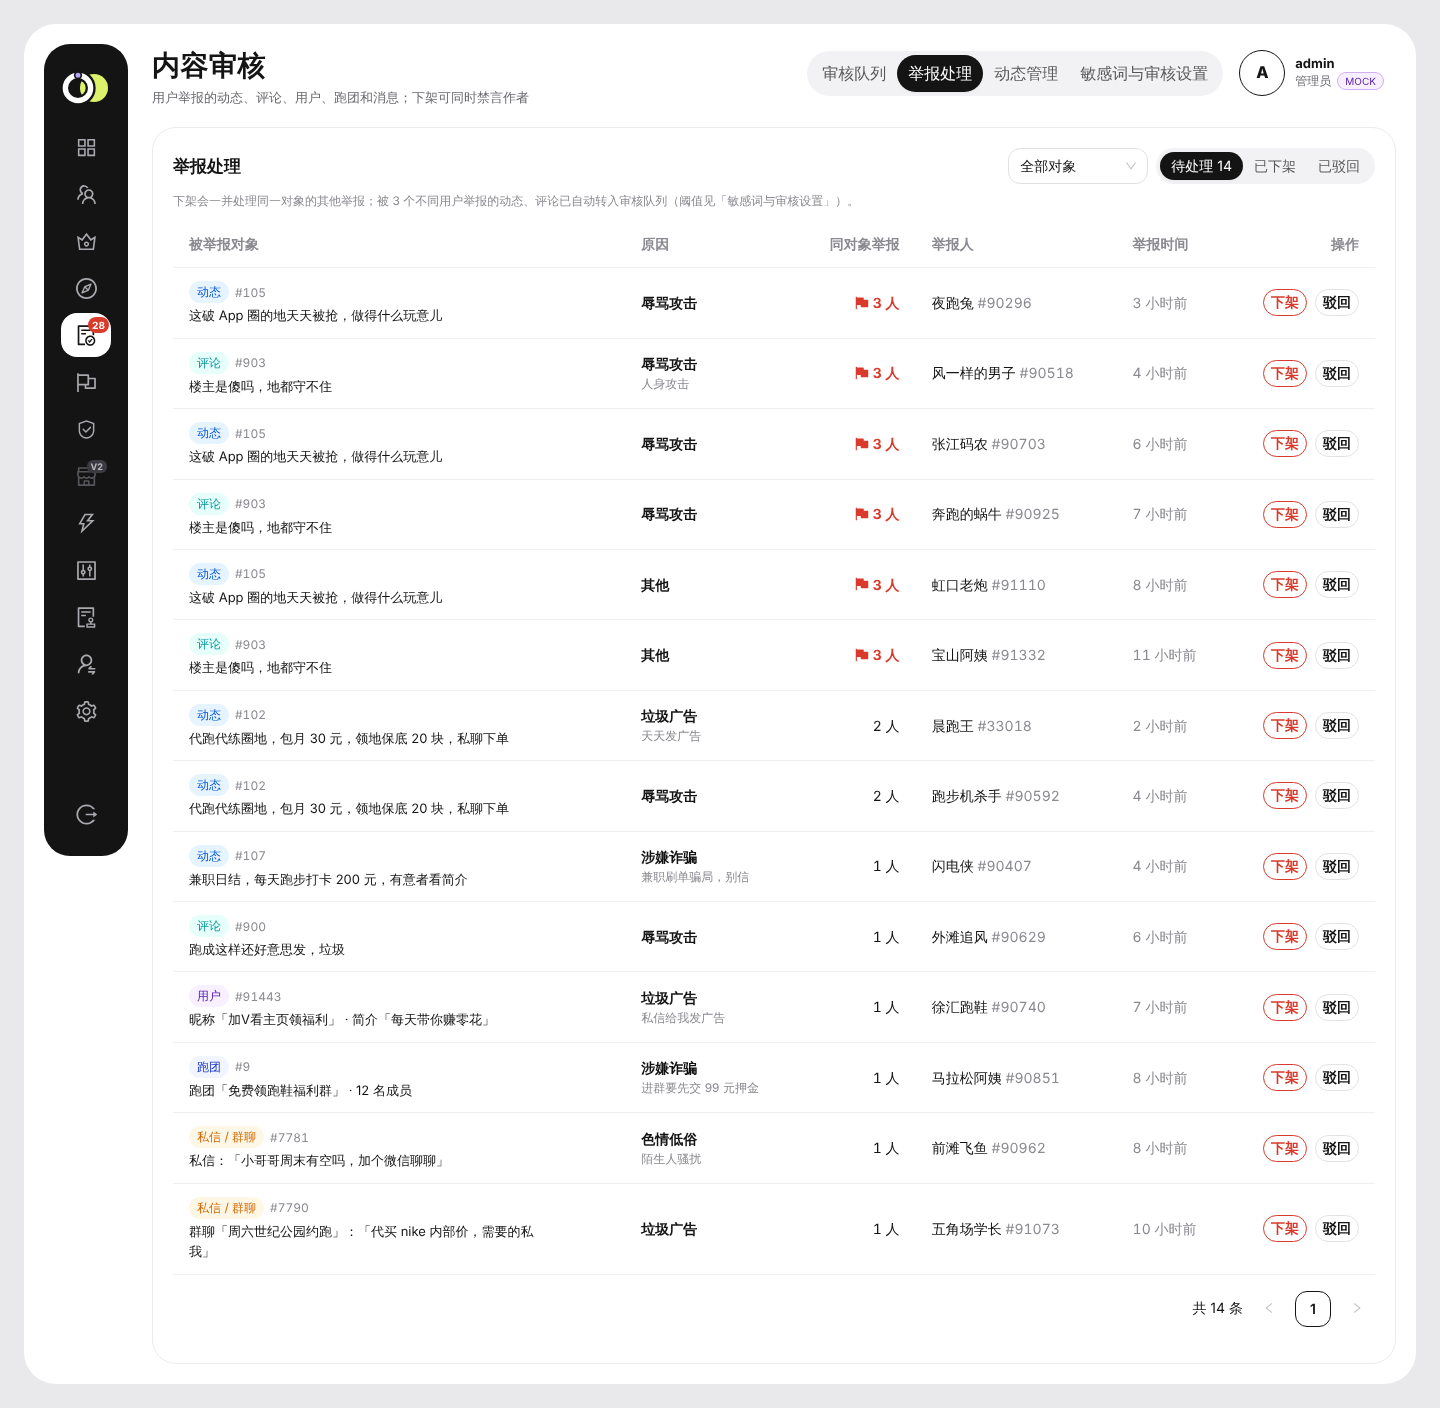 内容审核
用户举报的动态、评论、用户、跑团和消息；下架可同时禁言作者
审核队列 举报处理 动态管理 敏感词与审核设置
A
admin
管理员 MOCK
28
V2
举报处理
全部对象
待处理 14 已下架 已驳回
下架会一并处理同一对象的其他举报；被 3 个不同用户举报的动态、评论已自动转入审核队列（阈值见「敏感词与审核设置」）。
被举报对象 原因 同对象举报 举报人 举报时间 操作
动态 #105
这破 App 圈的地天天被抢，做得什么玩意儿
辱骂攻击 3 人 夜跑兔 #90296 3 小时前 下架 驳回
评论 #903
楼主是傻吗，地都守不住
辱骂攻击
人身攻击
3 人 风一样的男子 #90518 4 小时前 下架 驳回
动态 #105
这破 App 圈的地天天被抢，做得什么玩意儿
辱骂攻击 3 人 张江码农 #90703 6 小时前 下架 驳回
评论 #903
楼主是傻吗，地都守不住
辱骂攻击 3 人 奔跑的蜗牛 #90925 7 小时前 下架 驳回
动态 #105
这破 App 圈的地天天被抢，做得什么玩意儿
其他 3 人 虹口老炮 #91110 8 小时前 下架 驳回
评论 #903
楼主是傻吗，地都守不住
其他 3 人 宝山阿姨 #91332 11 小时前 下架 驳回
动态 #102
代跑代练圈地，包月 30 元，领地保底 20 块，私聊下单
垃圾广告
天天发广告
2 人 晨跑王 #33018 2 小时前 下架 驳回
动态 #102
代跑代练圈地，包月 30 元，领地保底 20 块，私聊下单
辱骂攻击 2 人 跑步机杀手 #90592 4 小时前 下架 驳回
动态 #107
兼职日结，每天跑步打卡 200 元，有意者看简介
涉嫌诈骗
兼职刷单骗局，别信
1 人 闪电侠 #90407 4 小时前 下架 驳回
评论 #900
跑成这样还好意思发，垃圾
辱骂攻击 1 人 外滩追风 #90629 6 小时前 下架 驳回
用户 #91443
昵称「加V看主页领福利」 · 简介「每天带你赚零花」
垃圾广告
私信给我发广告
1 人 徐汇跑鞋 #90740 7 小时前 下架 驳回
跑团 #9
跑团「免费领跑鞋福利群」 · 12 名成员
涉嫌诈骗
进群要先交 99 元押金
1 人 马拉松阿姨 #90851 8 小时前 下架 驳回
私信 / 群聊 #7781
私信：「小哥哥周末有空吗，加个微信聊聊」
色情低俗
陌生人骚扰
1 人 前滩飞鱼 #90962 8 小时前 下架 驳回
私信 / 群聊 #7790
群聊「周六世纪公园约跑」：「代买 nike 内部价，需要的私
我」
垃圾广告 1 人 五角场学长 #91073 10 小时前 下架 驳回
共 14 条 1